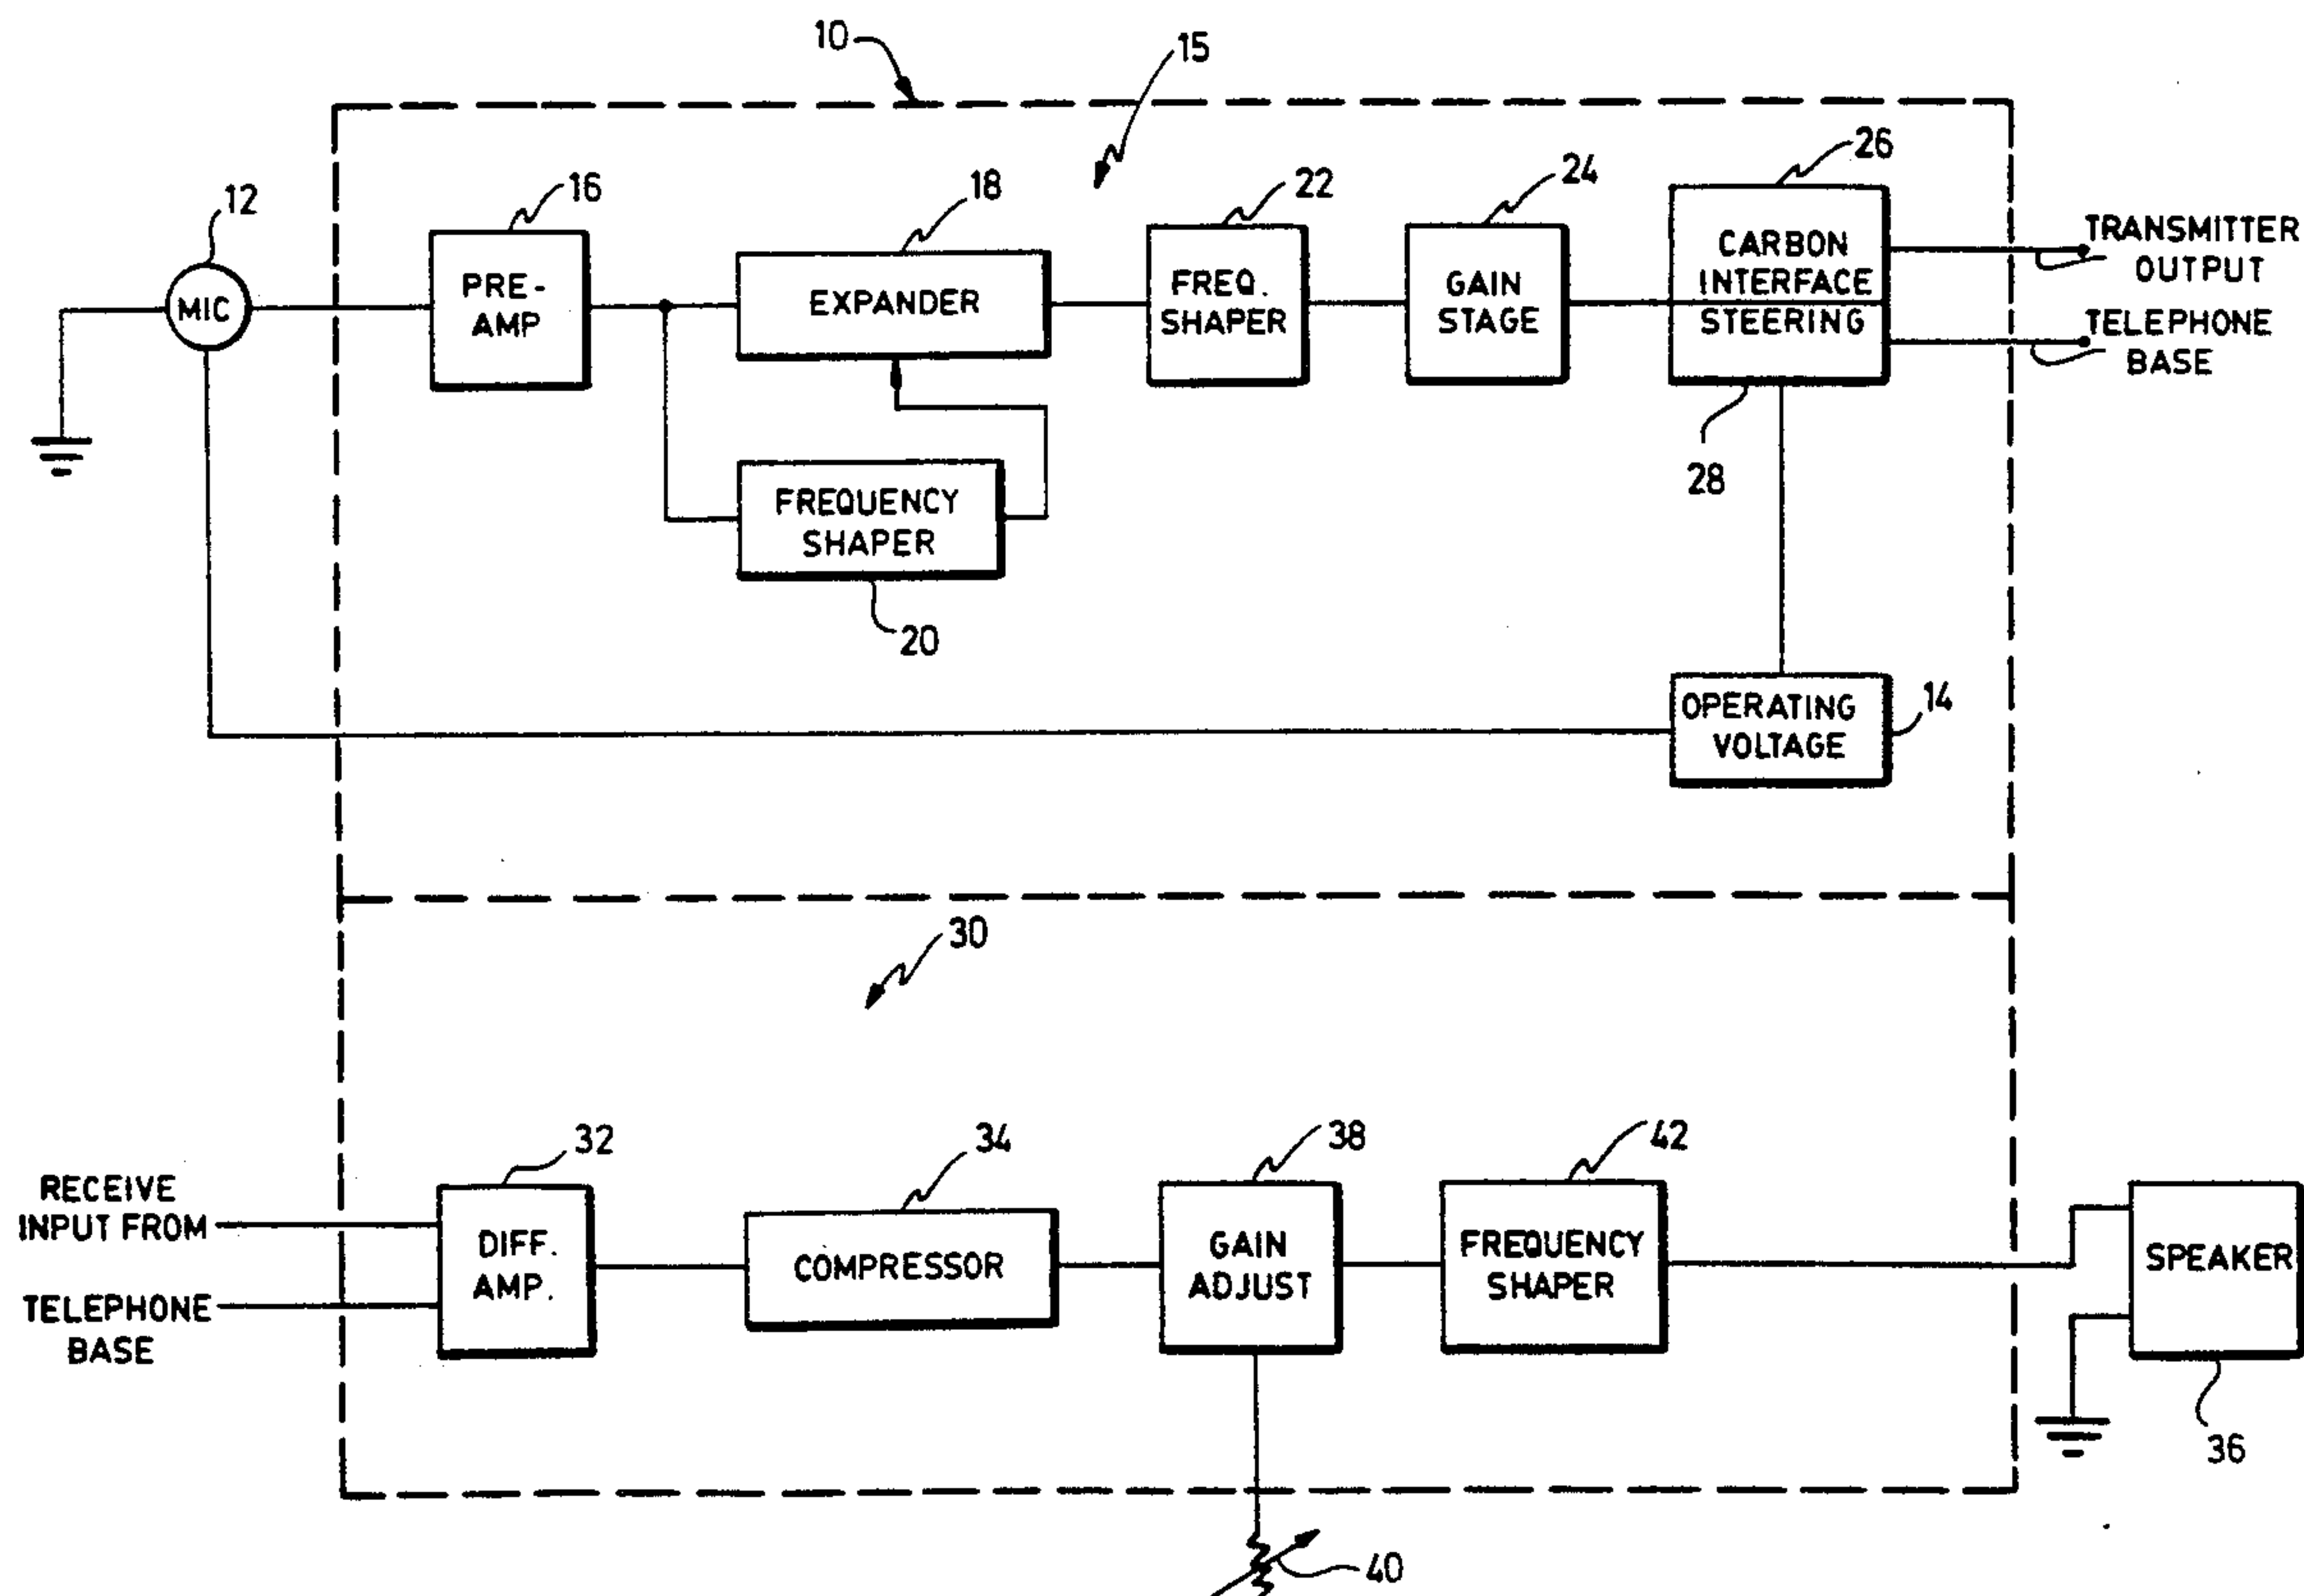 10
15
12
16
18
22
24
26
MIC
PRE-
AMP
EXPANDER
FREQ.
SHAPER
GAIN
STAGE
CARBON
INTERFACE
STEERING
TRANSMITTER
OUTPUT
TELEPHONE
BASE
28
FREQUENCY
SHAPER
20
OPERATING
VOLTAGE
14
30
32
34
38
42
RECEIVE
INPUT FROM
TELEPHONE
BASE
DIFF.
AMP.
COMPRESSOR
GAIN
ADJUST
FREQUENCY
SHAPER
SPEAKER
36
40